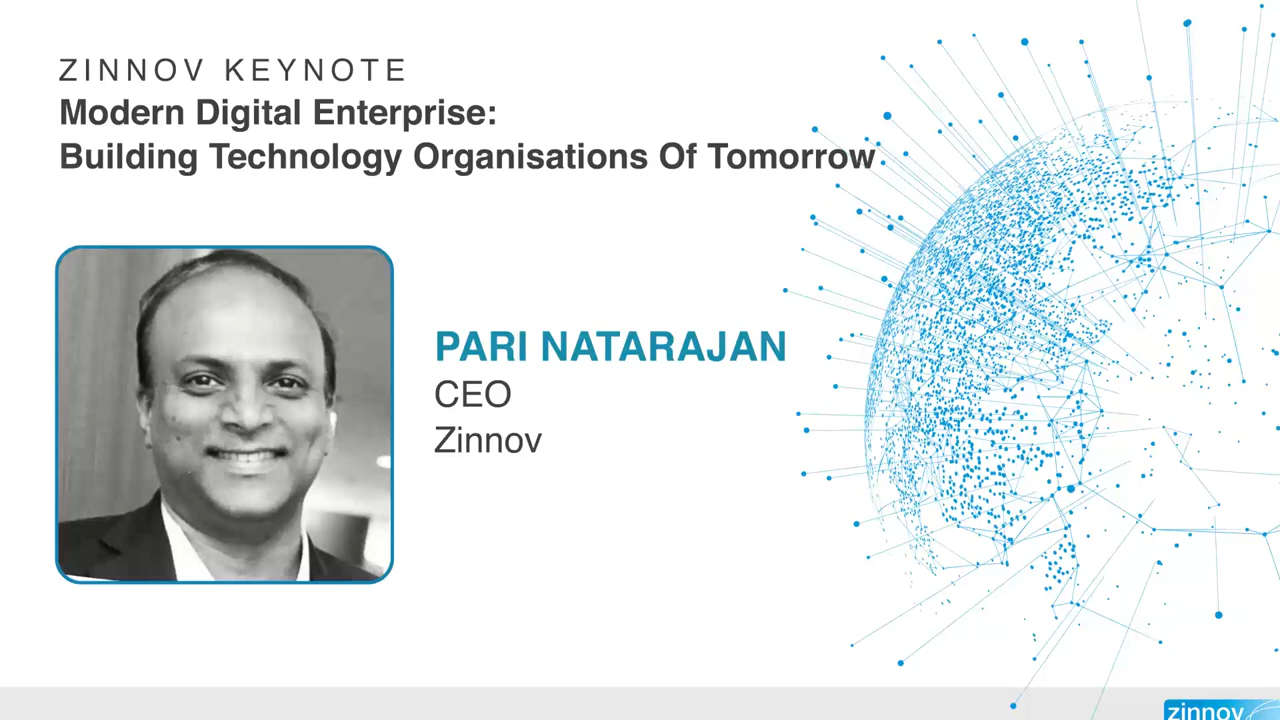 ZINNOV KEYNOTE
Modern Digital Enterprise:
Building Technology Organisations Of Tomorrow
PARI NATARAJAN
CEO
Zinnov
zinnov